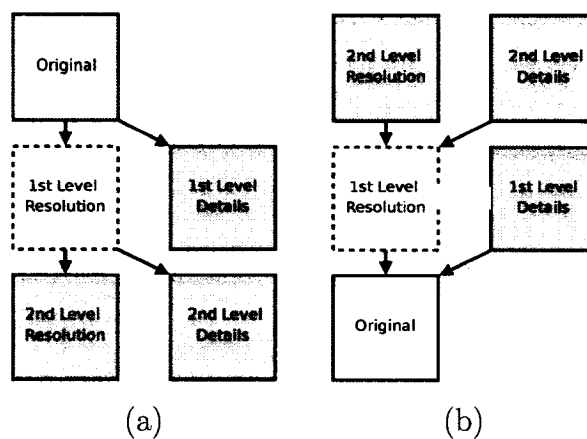 Original
1st Level
Resolution
1st Level
Details
2nd Level
Resolution
2nd Level
Details
(a)
2nd Level
Resolution
2nd Level
Details
1st Level
Resolution
1st Level
Details
Original
(b)